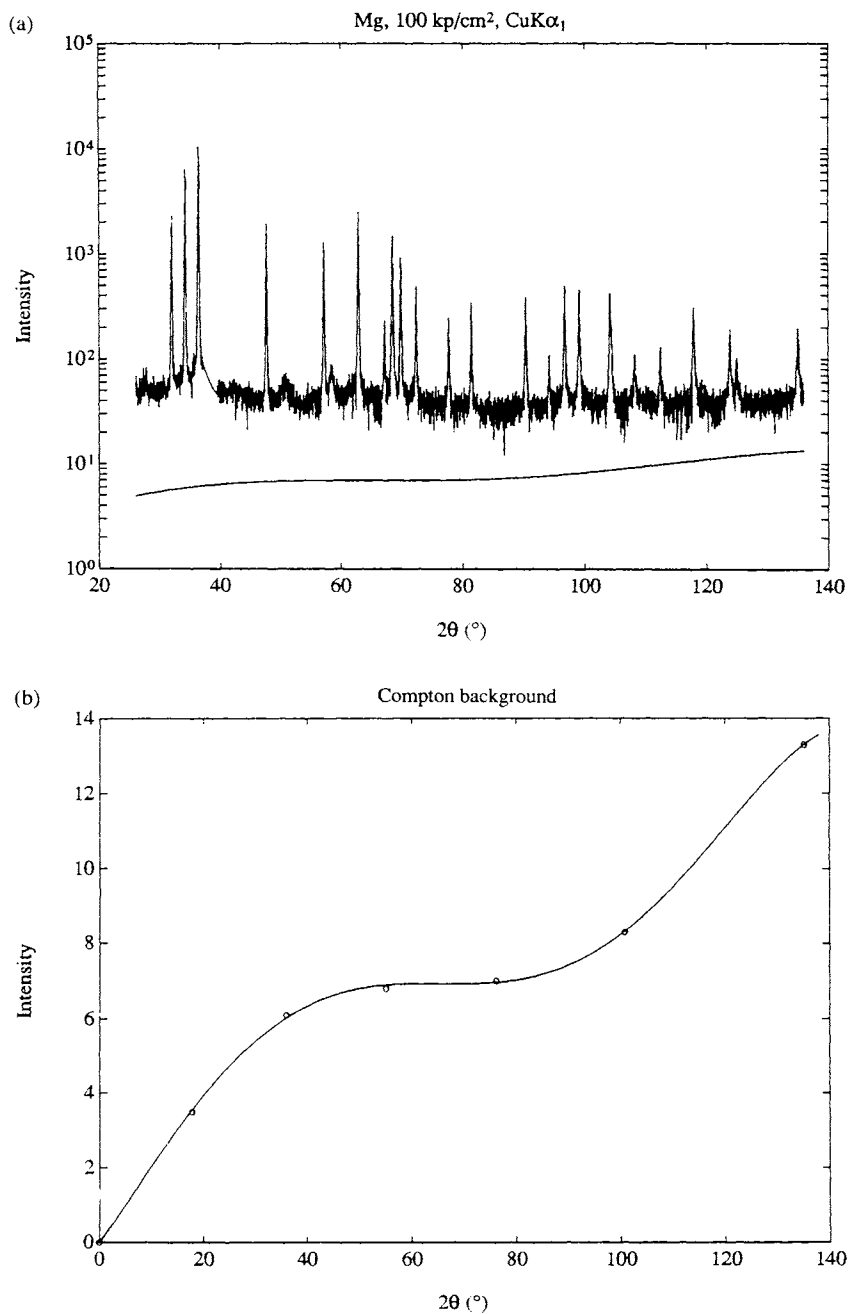 (a)
Mg, 100 kp/cm², CuKα₁
10⁵
10⁴
10³
10²
10¹
10⁰
Intensity
20 40 60 80 100 120 140
2θ (°)
(b)
Compton background
14
12
10
8
6
4
2
0
Intensity
0 20 40 60 80 100 120 140
2θ (°)